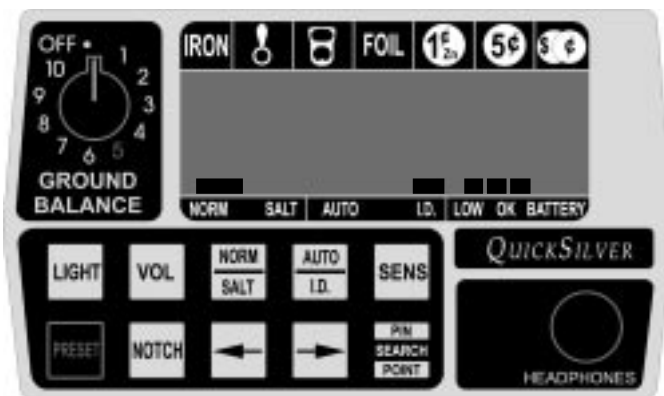 OFF
1
2
3
4
5
6
7
8
9
10
GROUND
BALANCE
IRON FOIL 1¢ Zn 5¢ $ ¢
NORM SALT AUTO I.D. LOW OK BATTERY
LIGHT VOL NORM SALT AUTO I.D. SENS
PRESET NOTCH PIN SEARCH POINT
QUICKSILVER
HEADPHONES